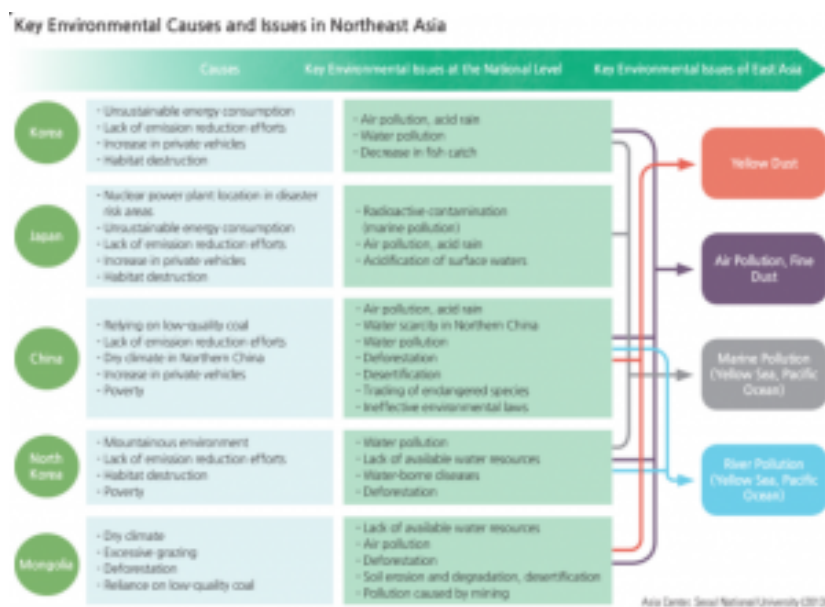 Key Environmental Causes and Issues in Northeast Asia
Causes
Key Environmental Issues at the National Level
Key Environmental Issues of East Asia
Korea
- Unsustainable energy consumption
- Lack of emission reduction efforts
- Increase in private vehicles
- Habitat destruction
- Air pollution, acid rain
- Water pollution
- Decrease in fish catch
Japan
- Nuclear power plant location in disaster
risk areas
- Unsustainable energy consumption
- Lack of emission reduction efforts
- Increase in private vehicles
- Habitat destruction
- Radioactive contamination
(marine pollution)
- Air pollution, acid rain
- Acidification of surface waters
China
- Relying on low-quality coal
- Lack of emission reduction efforts
- Dry climate in Northern China
- Increase in private vehicles
- Poverty
- Air pollution, acid rain
- Water scarcity in Northern China
- Water pollution
- Deforestation
- Desertification
- Trading of endangered species
- Ineffective environmental laws
North
Korea
- Mountainous environment
- Lack of emission reduction efforts
- Habitat destruction
- Poverty
- Water pollution
- Lack of available water resources
- Water-borne diseases
- Deforestation
Mongolia
- Dry climate
- Excessive grazing
- Deforestation
- Reliance on low-quality coal
- Lack of available water resources
- Air pollution
- Deforestation
- Soil erosion and degradation, desertification
- Pollution caused by mining
Yellow Dust
Air Pollution, Fine
Dust
Marine Pollution
(Yellow Sea, Pacific
Ocean)
River Pollution
(Yellow Sea, Pacific
Ocean)
Asia Center, Seoul National University